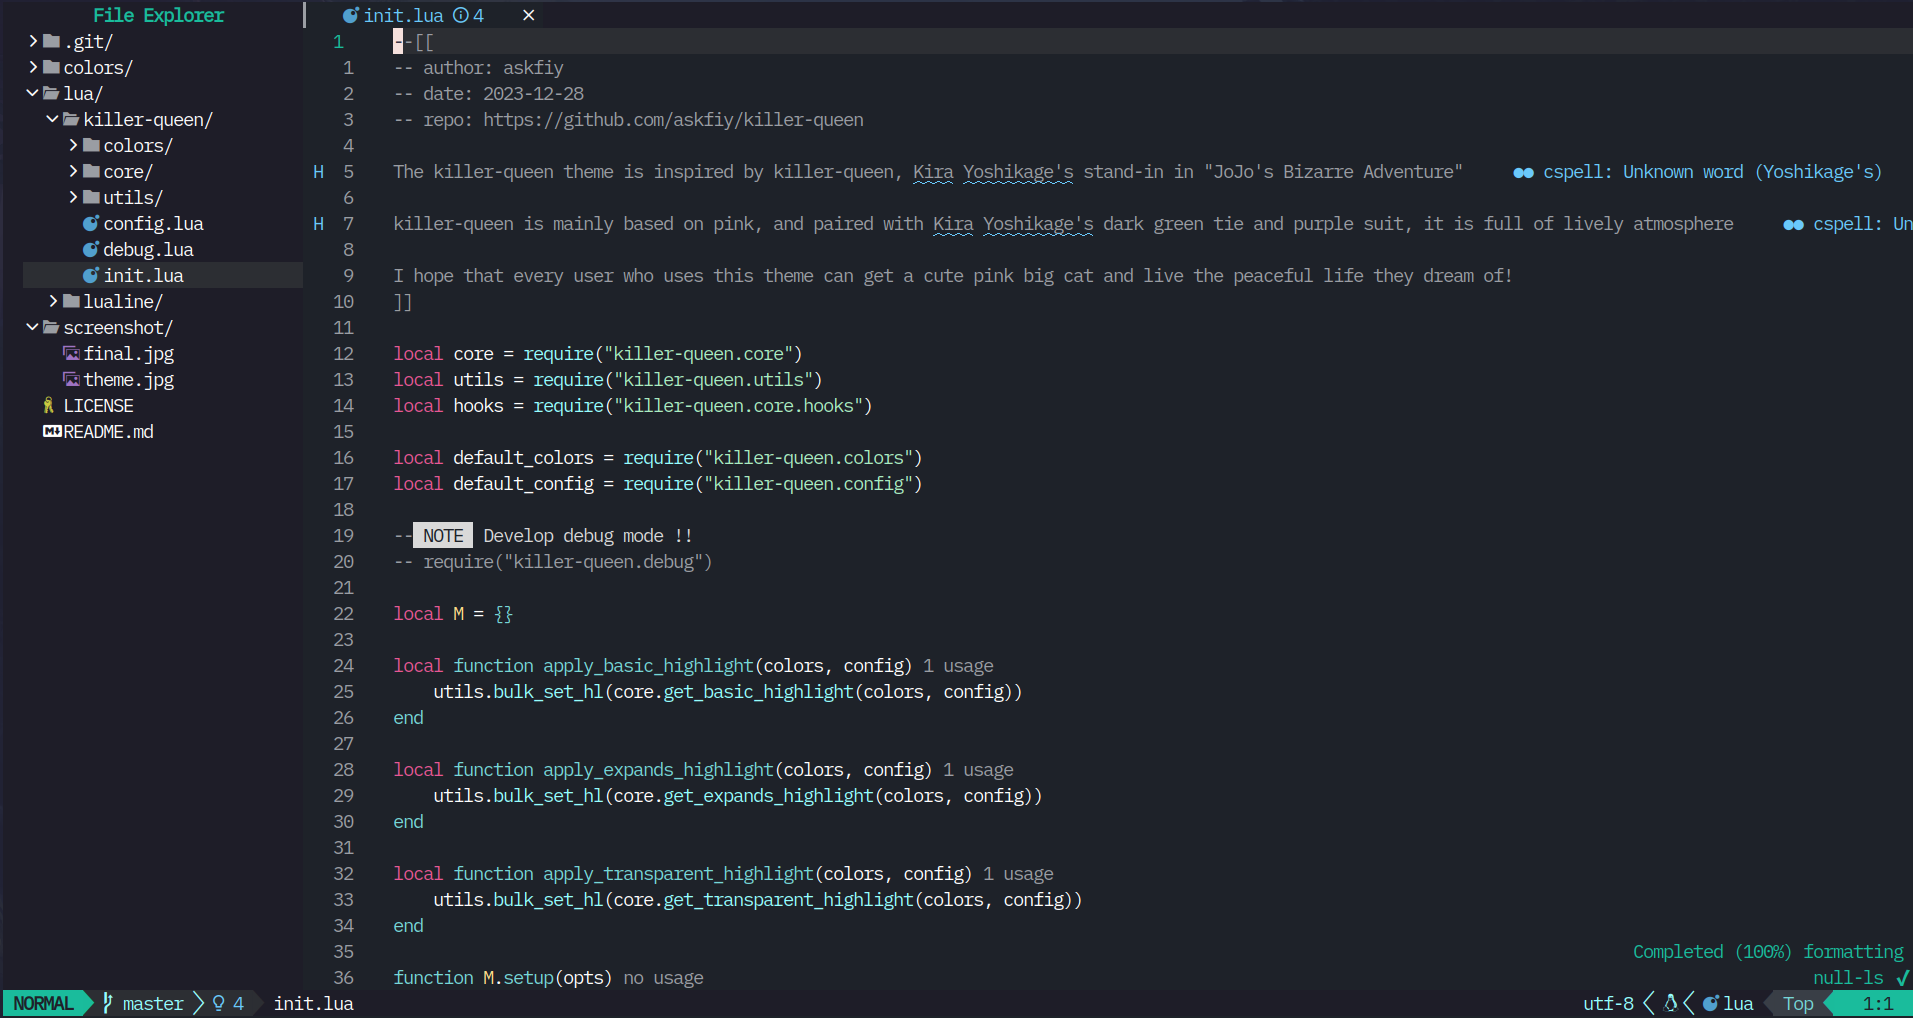 File Explorer
.git/
colors/
lua/
killer-queen/
colors/
core/
utils/
config.lua
debug.lua
init.lua
lualine/
screenshot/
final.jpg
theme.jpg
LICENSE
README.md
init.lua 4 ×
1 --[[
1 -- author: askfiy
2 -- date: 2023-12-28
3 -- repo: https://github.com/askfiy/killer-queen
4
H 5 The killer-queen theme is inspired by killer-queen, Kira Yoshikage's stand-in in "JoJo's Bizarre Adventure" ●● cspell: Unknown word (Yoshikage's)
6
H 7 killer-queen is mainly based on pink, and paired with Kira Yoshikage's dark green tie and purple suit, it is full of lively atmosphere ●● cspell: Un
8
9 I hope that every user who uses this theme can get a cute pink big cat and live the peaceful life they dream of!
10 ]]
11
12 local core = require("killer-queen.core")
13 local utils = require("killer-queen.utils")
14 local hooks = require("killer-queen.core.hooks")
15
16 local default_colors = require("killer-queen.colors")
17 local default_config = require("killer-queen.config")
18
19 -- NOTE Develop debug mode !!
20 -- require("killer-queen.debug")
21
22 local M = {}
23
24 local function apply_basic_highlight(colors, config) 1 usage
25 utils.bulk_set_hl(core.get_basic_highlight(colors, config))
26 end
27
28 local function apply_expands_highlight(colors, config) 1 usage
29 utils.bulk_set_hl(core.get_expands_highlight(colors, config))
30 end
31
32 local function apply_transparent_highlight(colors, config) 1 usage
33 utils.bulk_set_hl(core.get_transparent_highlight(colors, config))
34 end
35
36 function M.setup(opts) no usage
Completed (100%) formatting
null-ls ✓
NORMAL master 4 init.lua utf-8 lua Top 1:1